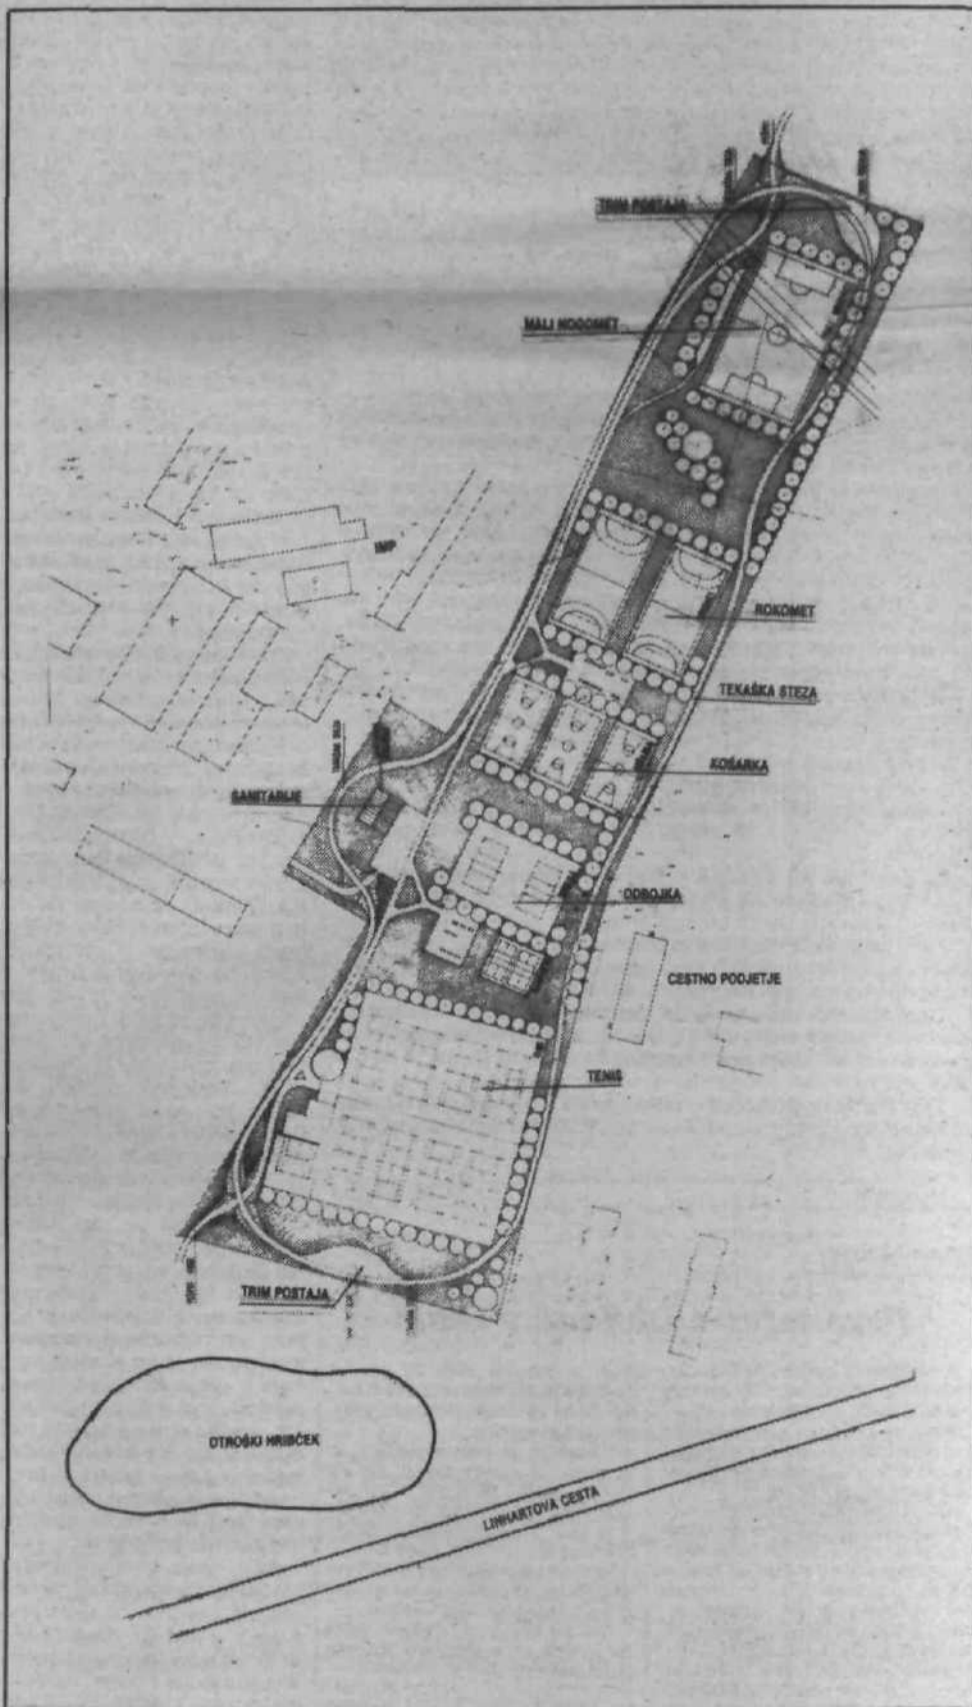 TRIM POSTAJA
MALI NOGOMET
IMP
ROKOMET
TEKAŠKA STEZA
KOŠARKA
SANITARIJE
ODBOJKA
CESTNO PODJETJE
TENIS
TRIM POSTAJA
OTROŠKI HRIBČEK
LINHARTOVA CESTA